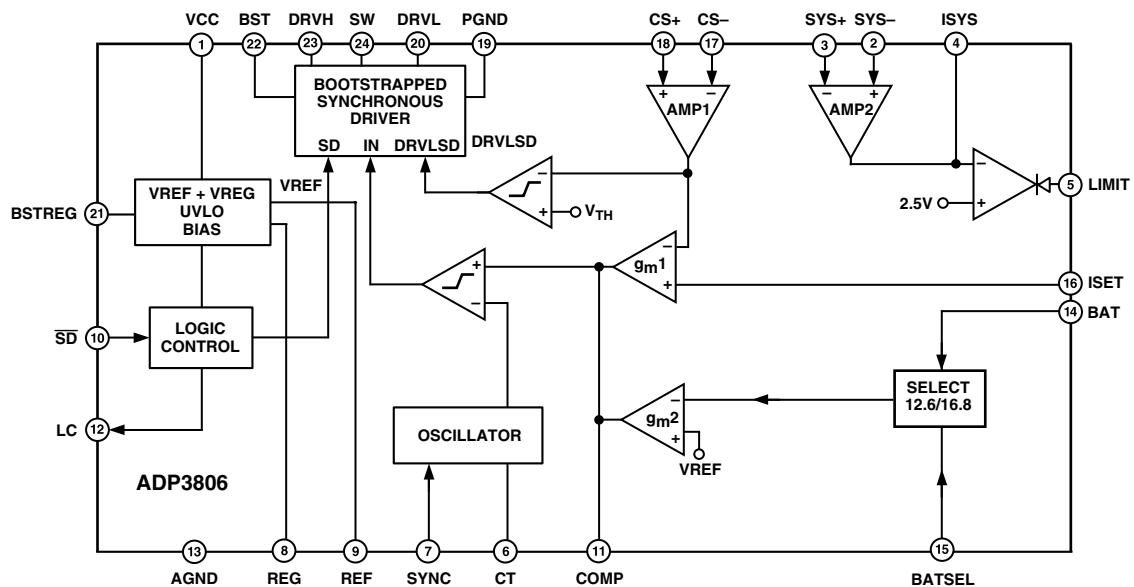 VCC BST DRVH SW DRVL PGND CS+ CS– SYS+ SYS– ISYS
1 22 23 24 20 19 18 17 3 2 4
BOOTSTRAPPED
SYNCHRONOUS
DRIVER
SD IN DRVLSD
DRVLSD
+ –
AMP1
– +
AMP2
–
+
2.5V
5 LIMIT
–
+
VTH
VREF + VREG
UVLO
BIAS
VREF
BSTREG 21
–
gm1
+
16 ISET
+
–
14 BAT
SD 10
LOGIC
CONTROL
SELECT
12.6/16.8
–
gm2
+
VREF
OSCILLATOR
LC 12
ADP3806
13 8 9 7 6 11 15
AGND REG REF SYNC CT COMP BATSEL